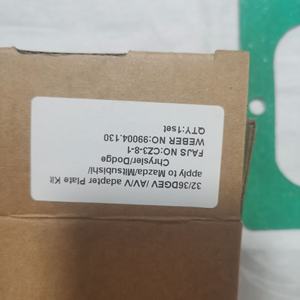 32/36DGEV /AV/V adapter Plate Kit
apply to Mazda/Mitsubishi/
Chrysler/Dodge
FAJS NO:CZ3-8-1
WEBER NO:99004.130
QTY:1set